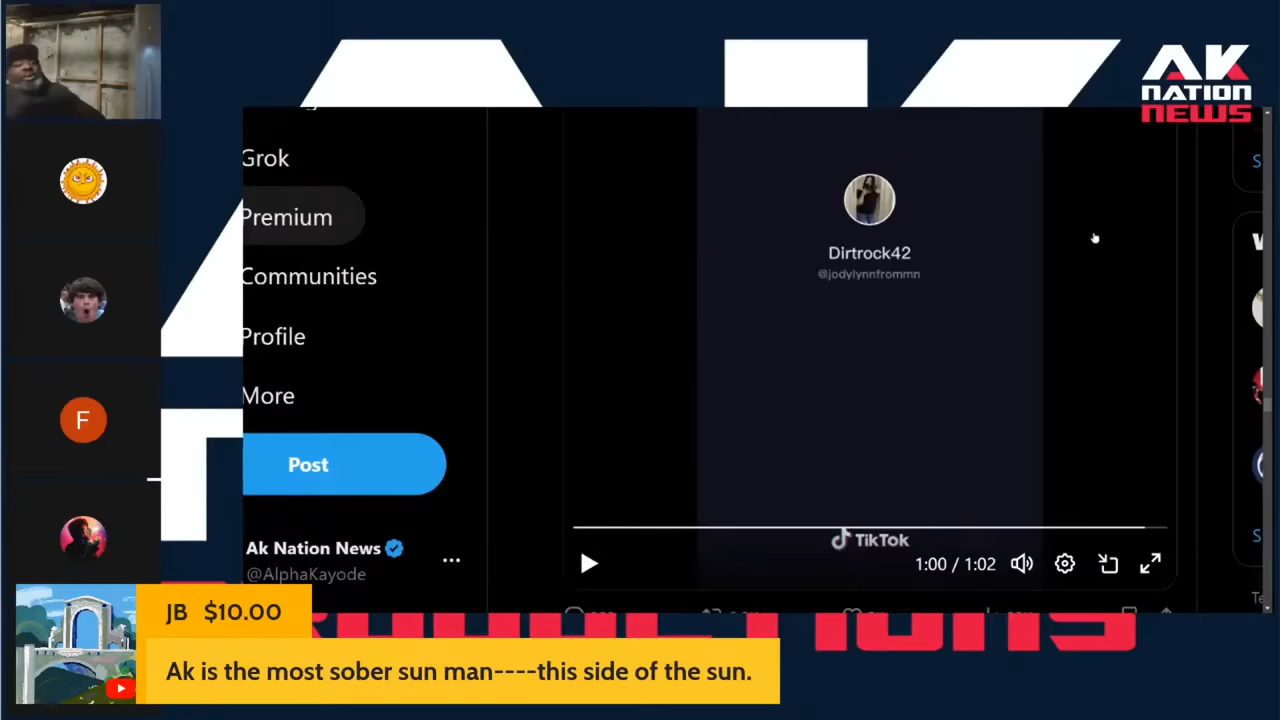 AK
NATION
NEWS
Grok
Premium
Communities
Profile
More
Post
Ak Nation News
@AlphaKayode
Dirtrock42
@jodylynnfrommn
TikTok
1:00 / 1:02
F
JB $10.00
Ak is the most sober sun man----this side of the sun.